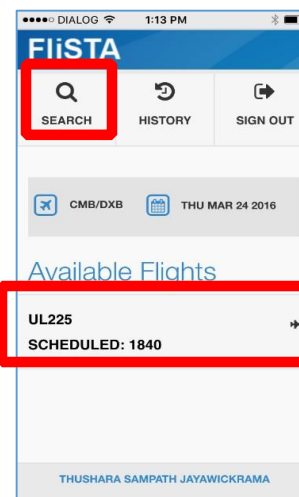 DIALOG 1:13 PM
FLiSTA
SEARCH HISTORY SIGN OUT
CMB/DXB THU MAR 24 2016
Available Flights
UL225
SCHEDULED: 1840
THUSHARA SAMPATH JAYAWICKRAMA